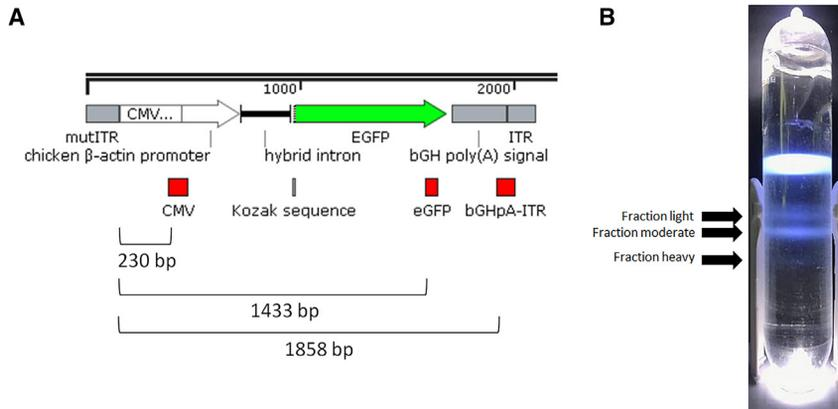 A
B
1000 2000
CMV...
mutITR EGFP ITR
chicken β-actin promoter hybrid intron bGH poly(A) signal
CMV Kozak sequence eGFP bGHpA-ITR
230 bp
1433 bp
1858 bp
Fraction light
Fraction moderate
Fraction heavy